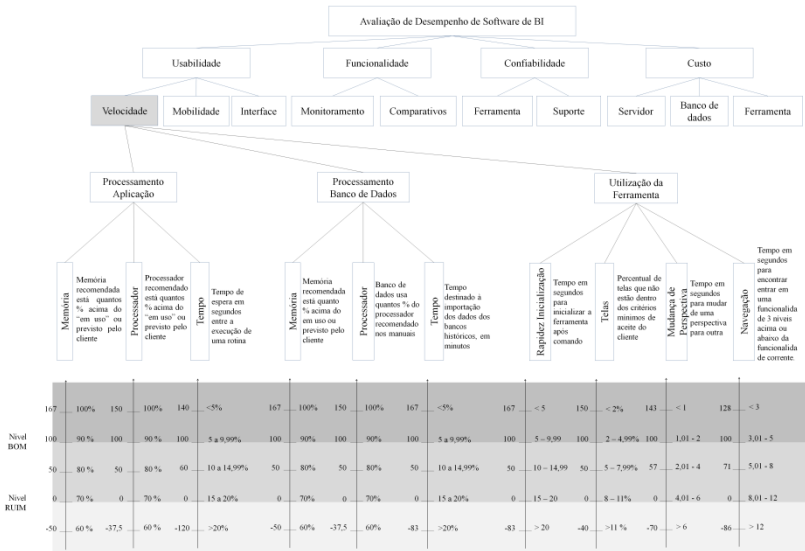 Avaliação de Desempenho de Software de BI
Usabilidade
Funcionalidade
Confiabilidade
Custo
Velocidade
Mobilidade
Interface
Monitoramento
Comparativos
Ferramenta
Suporte
Servidor
Banco de
dados
Ferramenta
Processamento
Aplicação
Processamento
Banco de Dados
Utilização da
Ferramenta
Memória
Memória
recomendada
está quantos
% acima do
“em uso” ou
previsto pelo
cliente
Processador
Processador
recomendado
está quantos
% acima do
“em uso” ou
previsto pelo
cliente
Tempo
Tempo de
espera em
segundos
entre a
execução de
uma rotina
Memória
Memória
recomendada
está quanto
% acima do
em uso ou
previsto pelo
cliente
Processador
Banco de
dados usa
quantos % do
processador
recomendado
nos manuais
Tempo
Tempo
destinado à
importação
dos dados dos
bancos
históricos, em
minutos
Rapidez Inicialização
Tempo em
segundos
para
inicializar a
ferramenta
após
comando
Telas
Percentual de
telas que não
estão dentro
dos critérios
mínimos de
aceite do
cliente
Mudança de
Perspectiva
Tempo em
segundos
para mudar
de uma
perspectiva
para outra
Navegação
Tempo em
segundos
para
encontrar
entrar em
uma
funcionalida
de 3 níveis
acima ou
abaixo da
funcionalida
de corrente.
167 100% 150 100% 140 <5% 167 100% 150 100% 167 <5% 167 < 5 150 < 2% 143 < 1 128 < 3
Nível
BOM
100 90 % 100 90 % 100 5 a 9,99% 100 90% 100 90% 100 5 a 9,99% 100 5 – 9,99 100 2 – 4,99% 100 1,01 - 2 100 3,01 - 5
50 80 % 50 80 % 60 10 a 14,99% 50 80% 50 80% 50 10 a 14,99% 50 10 – 14,99 50 5 – 7,99% 57 2,01 - 4 71 5,01 - 8
Nível
RUIM
0 70 % 0 70 % 0 15 a 20% 0 70% 0 70% 0 15 a 20% 0 15 – 20 0 8 – 11% 0 4,01 - 6 0 8,01 - 12
-50 60 % -37,5 60 % -120 >20% -50 60% -37,5 60% -83 >20% -83 > 20 -40 >11 % -70 > 6 -86 > 12